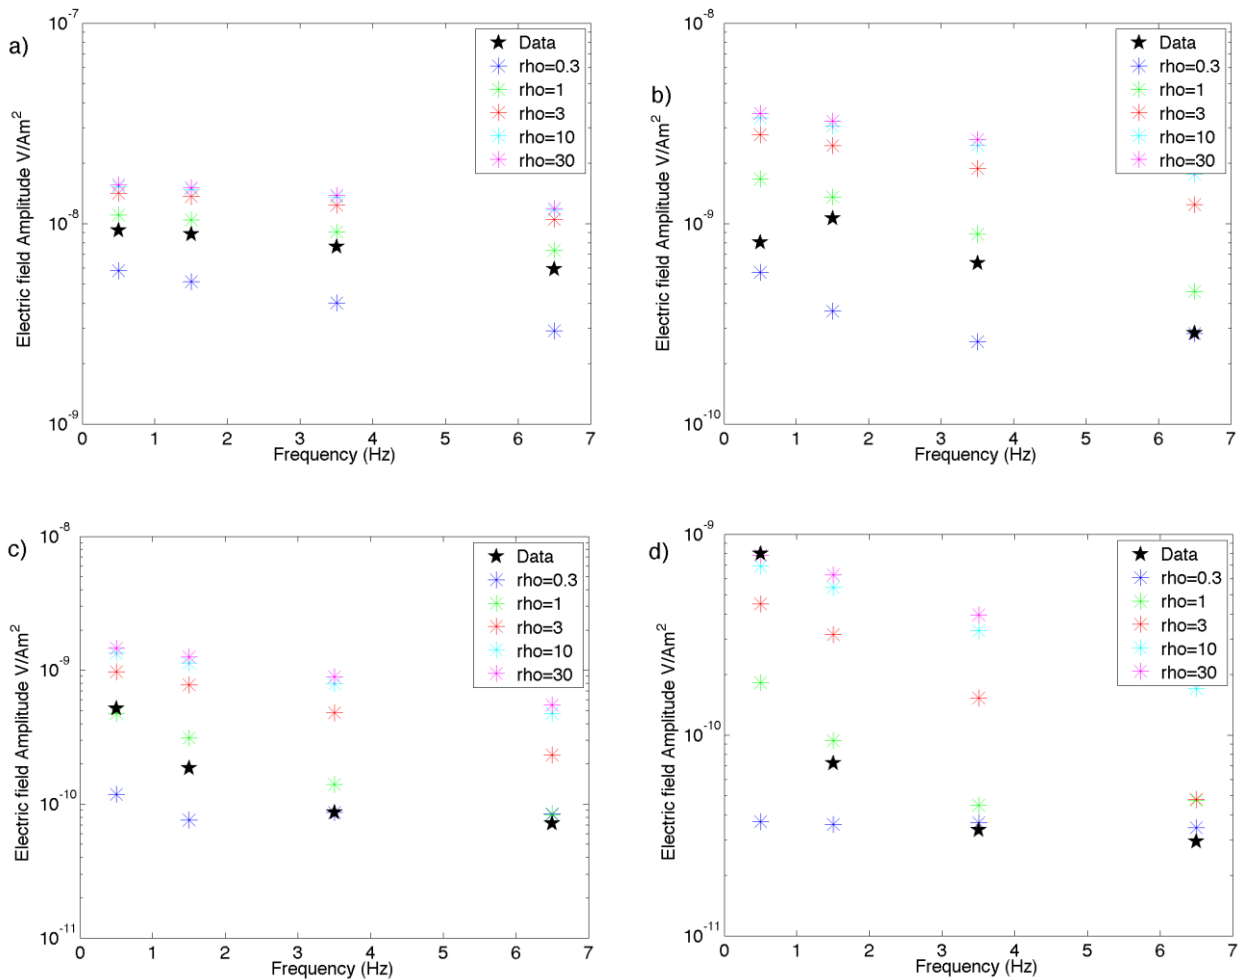 a)
10^-7
10^-8
10^-9
Electric field Amplitude V/Am^2
0 1 2 3 4 5 6 7
Frequency (Hz)
Data
rho=0.3
rho=1
rho=3
rho=10
rho=30
b)
10^-8
10^-9
10^-10
Electric field Amplitude V/Am^2
0 1 2 3 4 5 6 7
Frequency (Hz)
Data
rho=0.3
rho=1
rho=3
rho=10
rho=30
c)
10^-8
10^-9
10^-10
10^-11
Electric field Amplitude V/Am^2
0 1 2 3 4 5 6 7
Frequency (Hz)
Data
rho=0.3
rho=1
rho=3
rho=10
rho=30
d)
10^-9
10^-10
10^-11
Electric field Amplitude V/Am^2
0 1 2 3 4 5 6 7
Frequency (Hz)
Data
rho=0.3
rho=1
rho=3
rho=10
rho=30